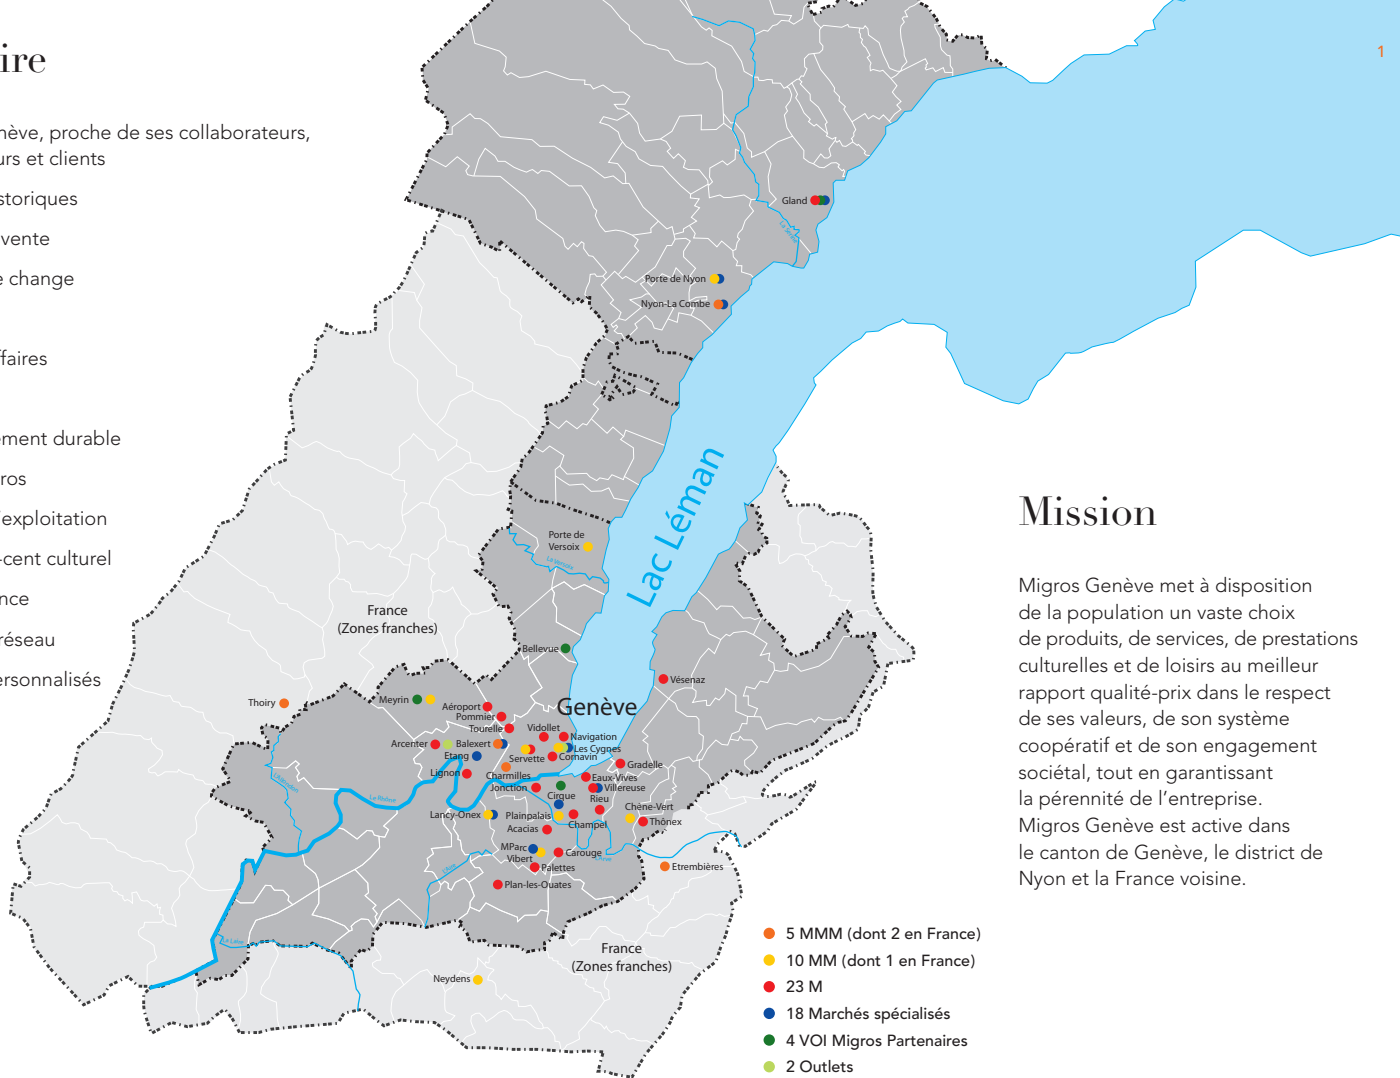 ire
nève, proche de ses collaborateurs,
urs et clients
storiques
vente
e change
ffaires
ement durable
ros
'exploitation
-cent culturel
nce
réseau
ersonnalisés
1
Gland
La Serine
Porte de Nyon
Nyon-La Combe
Lac Léman
Porte de
Versoix
La Versoix
France
(Zones franches)
Bellevue
Vésenaz
Thoiry
Meyrin
Aéroport
Pommier
Tourelle
Genève
Vidollet
Navigation
Arcenter
Balexert
Les Cygnes
Etang
Servette
Cornavin
Gradelle
Lignon
Charmilles
Eaux-Vives
Jonction
Villereuse
Cirque
Rieu
Le Rhône
Chêne-Vert
Lancy-Onex
Plainpalais
Champel
Thônex
Acacias
MParc
Vibert
Carouge
Palettes
Etrembières
Plan-les-Ouates
Neydens
France
(Zones franches)
Mission
Migros Genève met à disposition
de la population un vaste choix
de produits, de services, de prestations
culturelles et de loisirs au meilleur
rapport qualité-prix dans le respect
de ses valeurs, de son système
coopératif et de son engagement
sociétal, tout en garantissant
la pérennité de l'entreprise.
Migros Genève est active dans
le canton de Genève, le district de
Nyon et la France voisine.
5 MMM (dont 2 en France)
10 MM (dont 1 en France)
23 M
18 Marchés spécialisés
4 VOI Migros Partenaires
2 Outlets